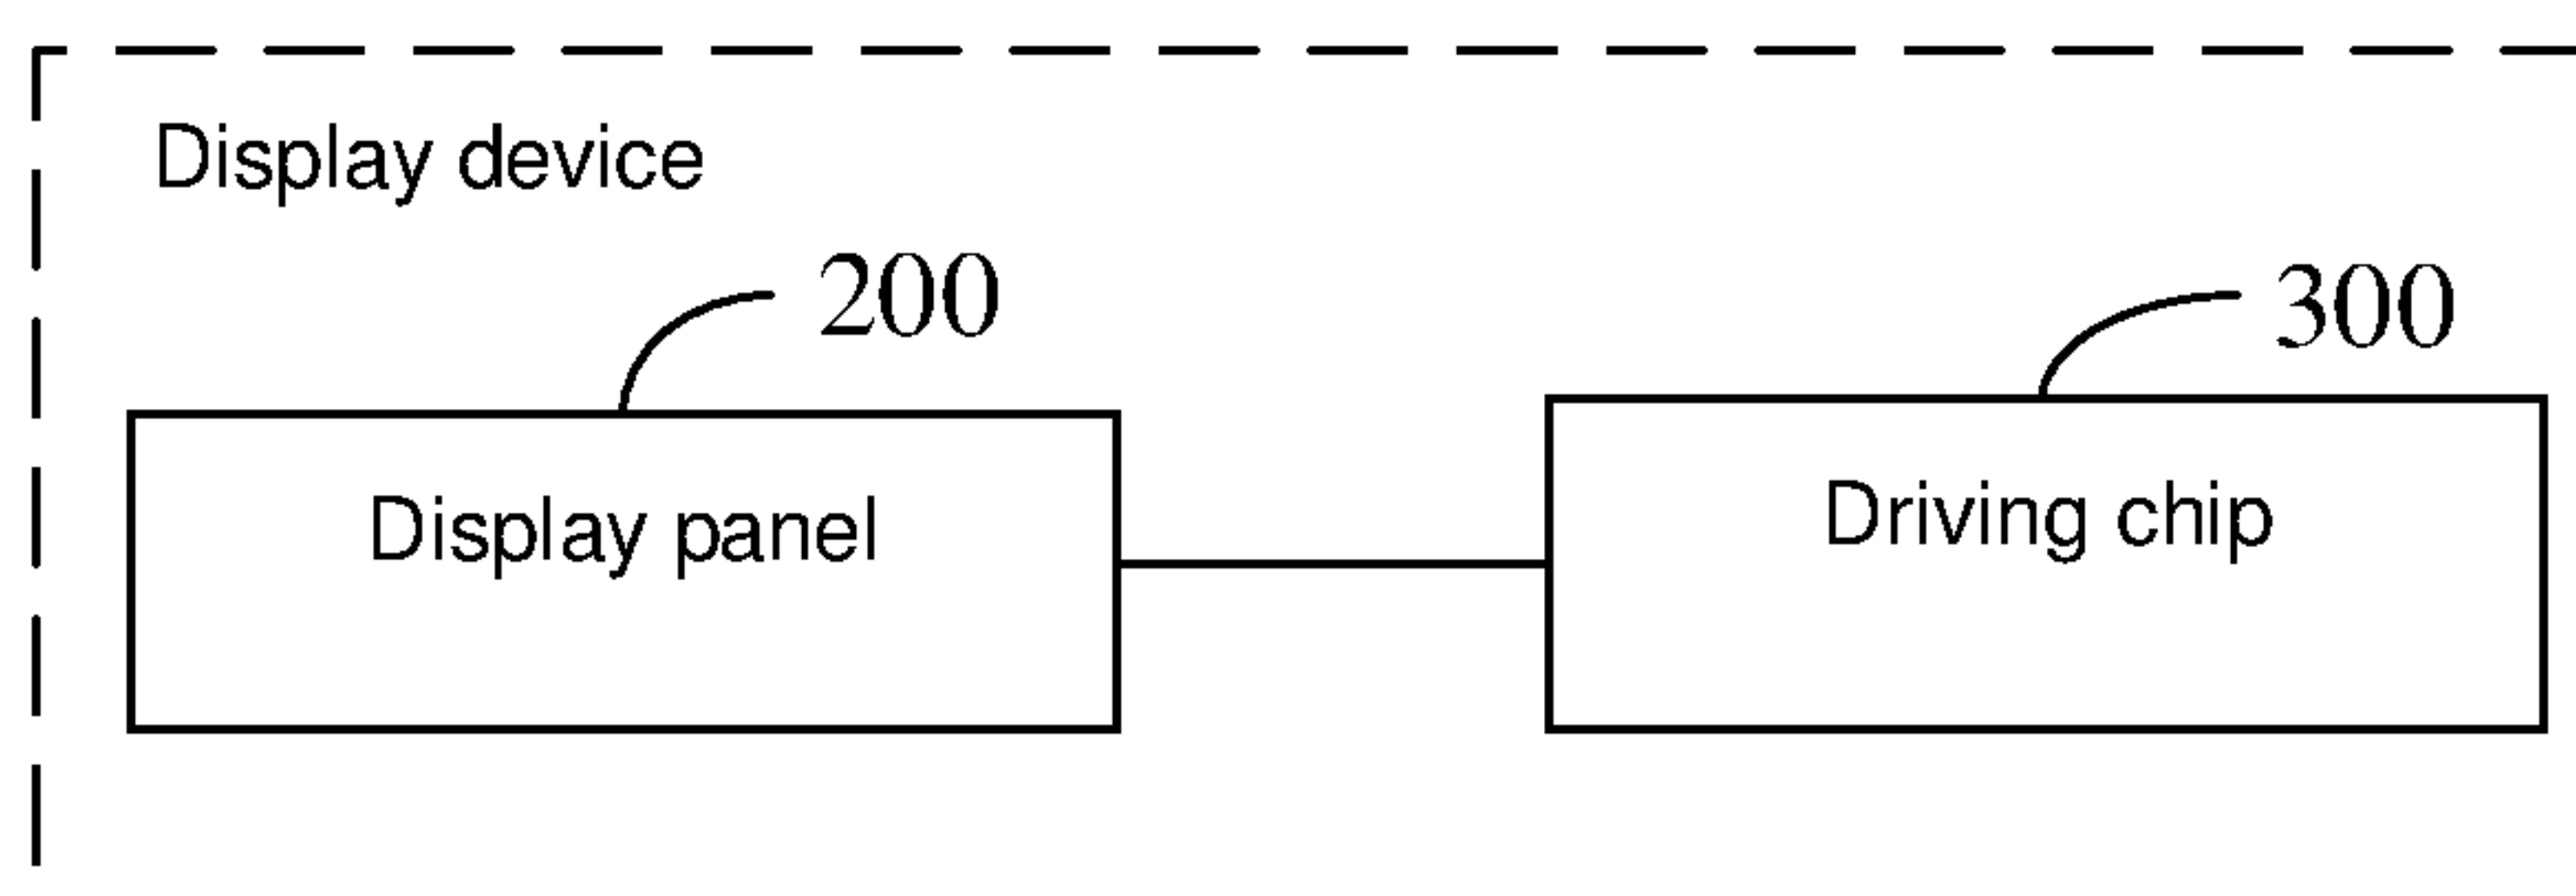 Display device
200
300
Display panel
Driving chip